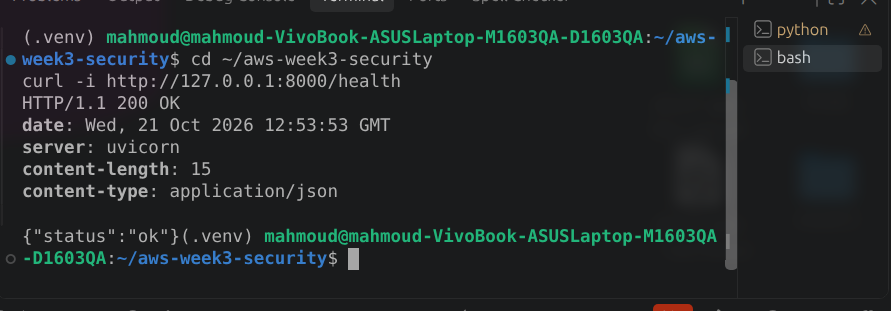 Terminal
(.venv) mahmoud@mahmoud-VivoBook-ASUSLaptop-M1603QA-D1603QA:~/aws-
week3-security$ cd ~/aws-week3-security
curl -i http://127.0.0.1:8000/health
HTTP/1.1 200 OK
date: Wed, 21 Oct 2026 12:53:53 GMT
server: uvicorn
content-length: 15
content-type: application/json
{"status":"ok"}(.venv) mahmoud@mahmoud-VivoBook-ASUSLaptop-M1603QA
-D1603QA:~/aws-week3-security$
python
bash